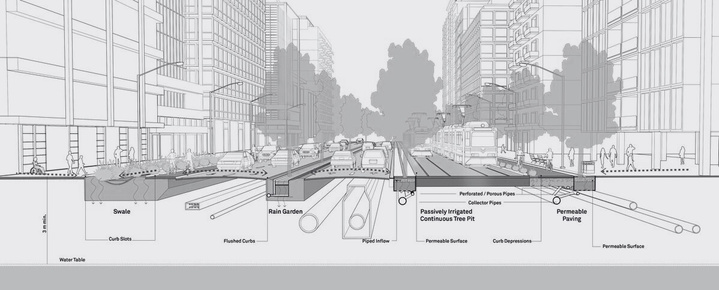 Perforated / Porous Pipes
Collector Pipes
Swale
Rain Garden
Passively Irrigated
Continuous Tree Pit
Permeable
Paving
3 m min.
Curb Slots
Flushed Curbs
Piped Inflow
Permeable Surface
Curb Depressions
Permeable Surface
Water Table